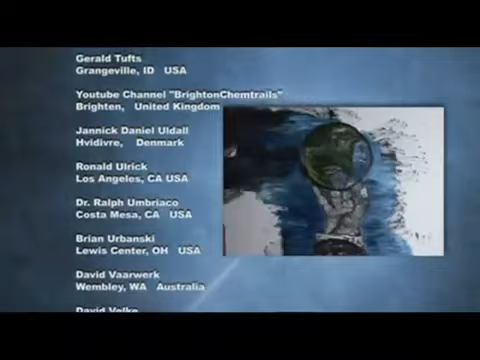 Gerald Tufts
Grangeville, ID USA
Youtube Channel "BrightonChemtrails"
Brighten, United Kingdom
Jannick Daniel Uldall
Hvidivre, Denmark
Ronald Ulrick
Los Angeles, CA USA
Dr. Ralph Umbriaco
Costa Mesa, CA USA
Brian Urbanski
Lewis Center, OH USA
David Vaarwerk
Wembley, WA Australia
David